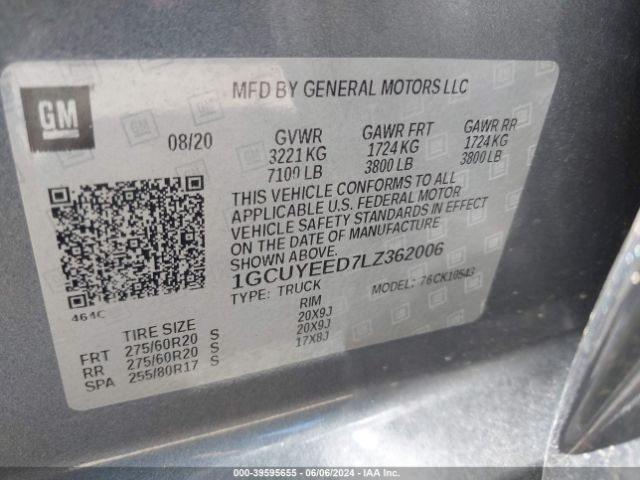 GM
MFD BY GENERAL MOTORS LLC
08/20
GVWR GAWR FRT GAWR RR
3221 KG 1724 KG 1724 KG
7100 LB 3800 LB 3800 LB
THIS VEHICLE CONFORMS TO ALL
APPLICABLE U.S. FEDERAL MOTOR
VEHICLE SAFETY STANDARDS IN EFFECT
ON THE DATE OF MANUFACTURE
SHOWN ABOVE.
1GCUYEED7LZ362006
TYPE: TRUCK MODEL: 76CK10543
464C
TIRE SIZE RIM
FRT 275/60R20 S 20X9J
RR 275/60R20 S 20X9J
SPA 255/80R17 S 17X8J
000-39595655 - 06/06/2024 - IAA Inc.